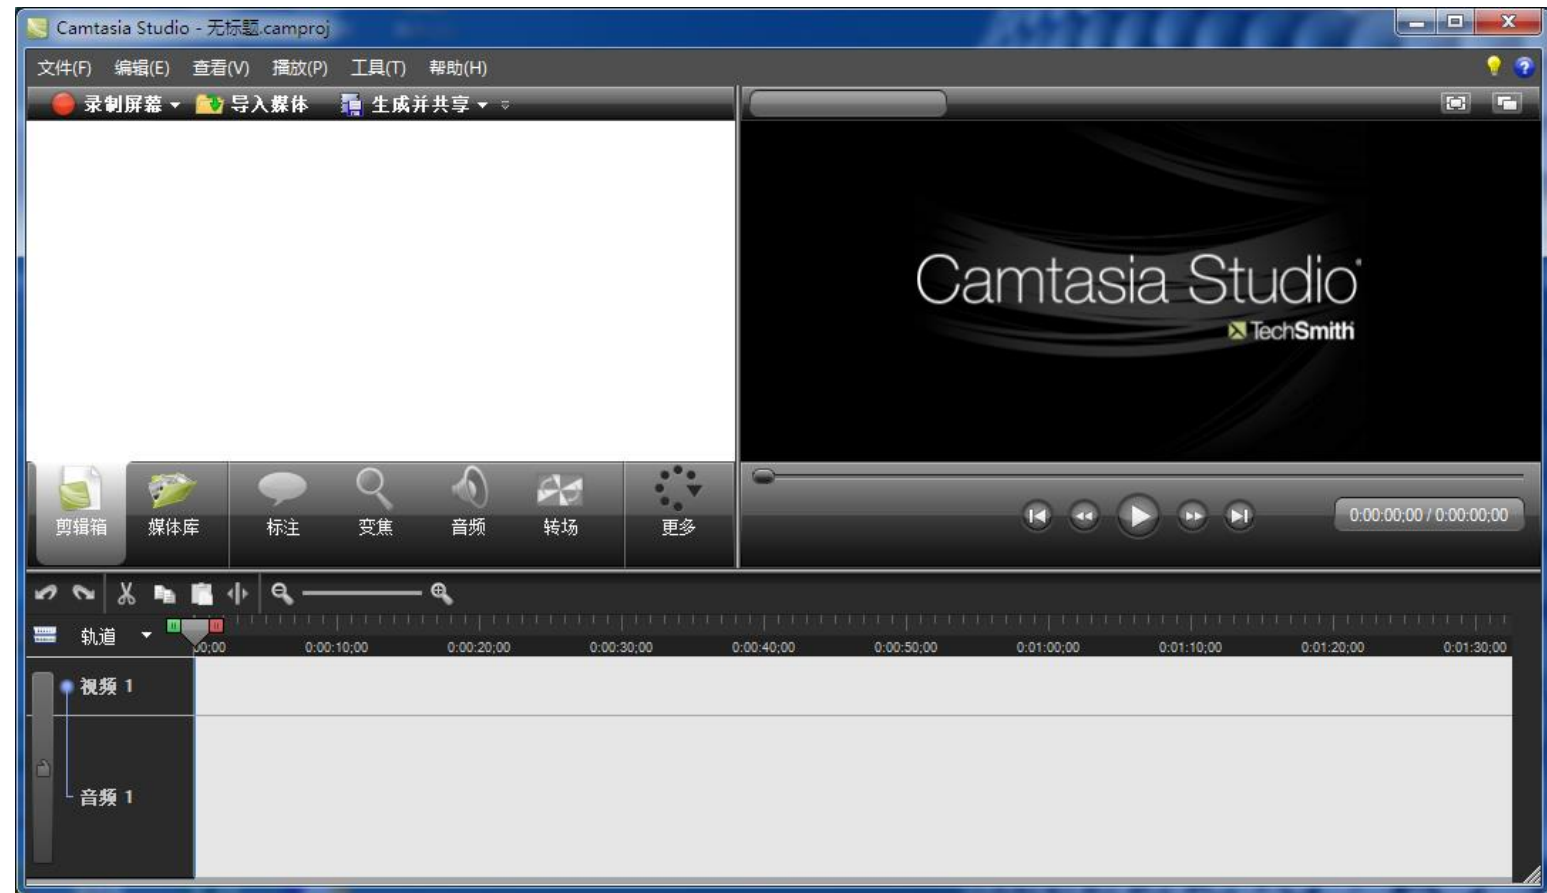 Camtasia Studio - 无标题.camproj
文件(F) 编辑(E) 查看(V) 播放(P) 工具(T) 帮助(H)
录制屏幕 导入媒体 生成并共享
Camtasia Studio
TechSmith
剪辑箱 媒体库 标注 变焦 音频 转场 更多
0:00:00;00 / 0:00:00;00
轨道
00;00 0:00:10;00 0:00:20;00 0:00:30;00 0:00:40;00 0:00:50;00 0:01:00;00 0:01:10;00 0:01:20;00 0:01:30;00
视频 1
音频 1